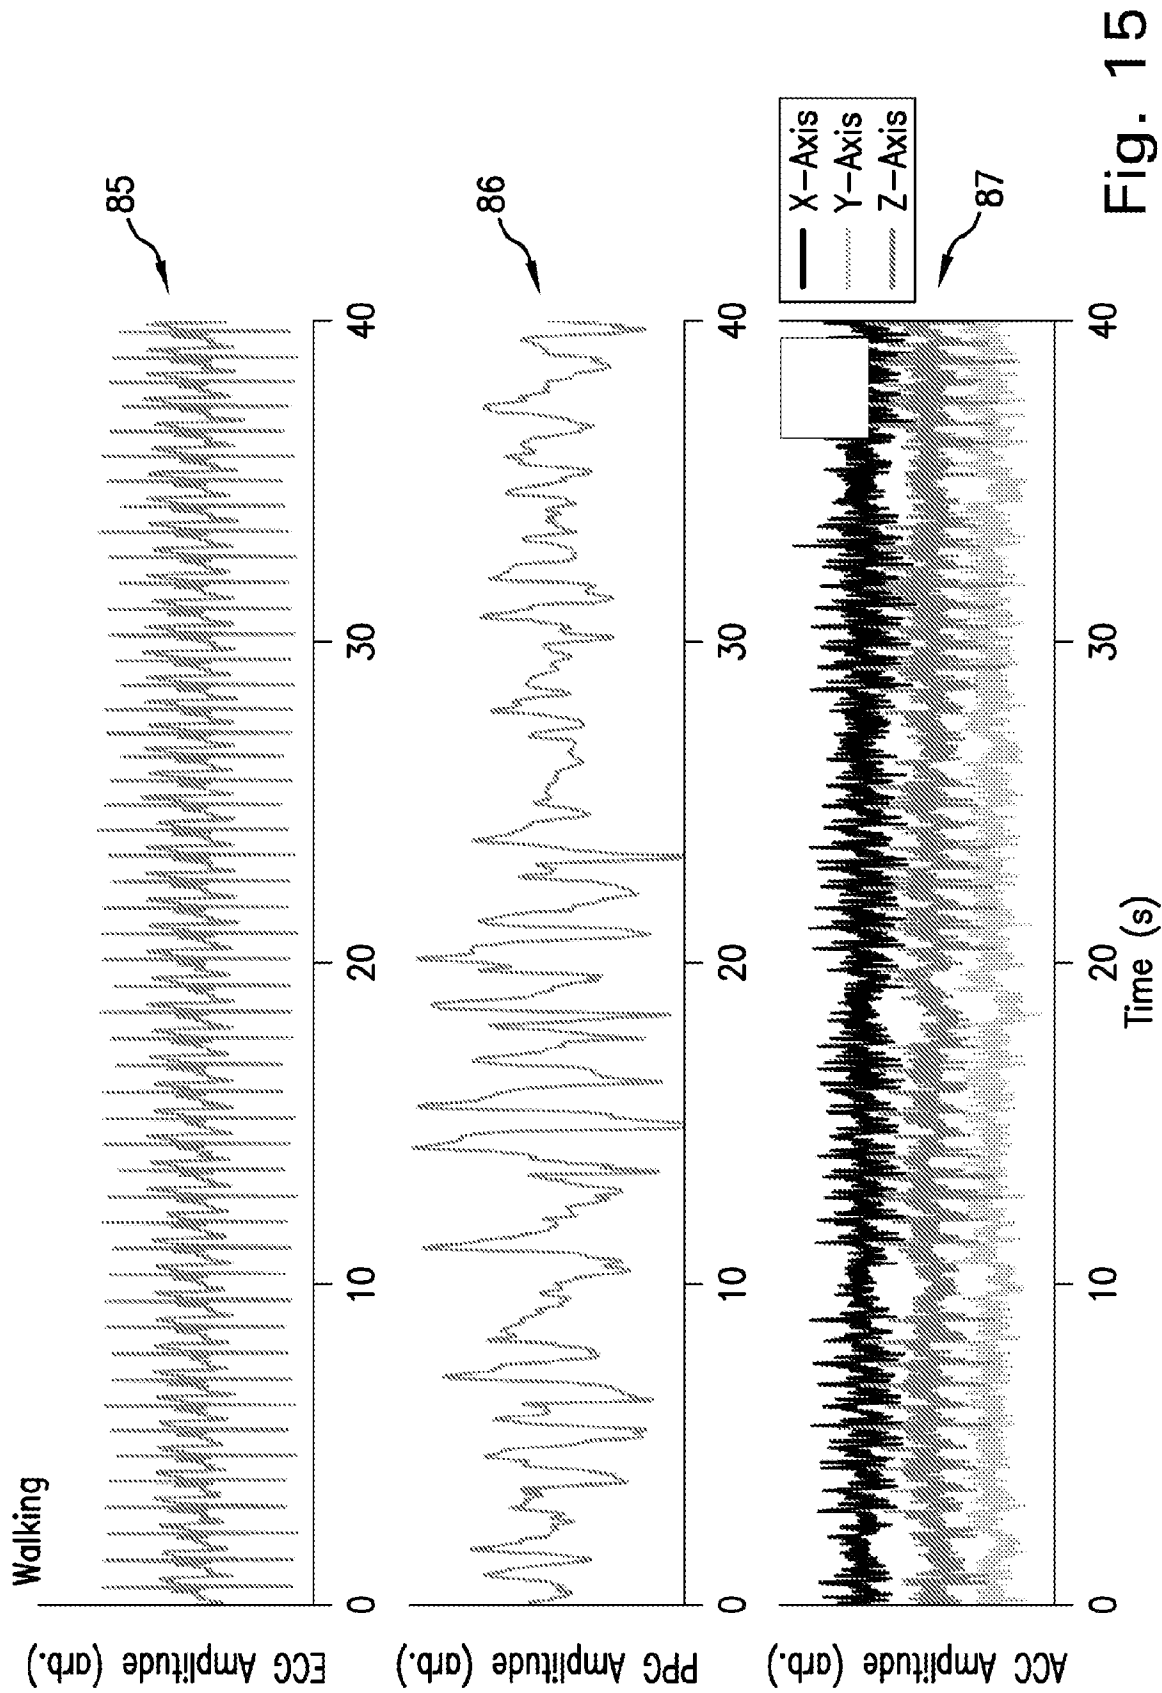 Walking
ECG Amplitude (arb.)
85
0
10
20
30
40
PPG Amplitude (arb.)
86
0
10
20
30
40
ACC Amplitude (arb.)
X-Axis
Y-Axis
Z-Axis
87
0
10
20
30
40
Time (s)
Fig. 15